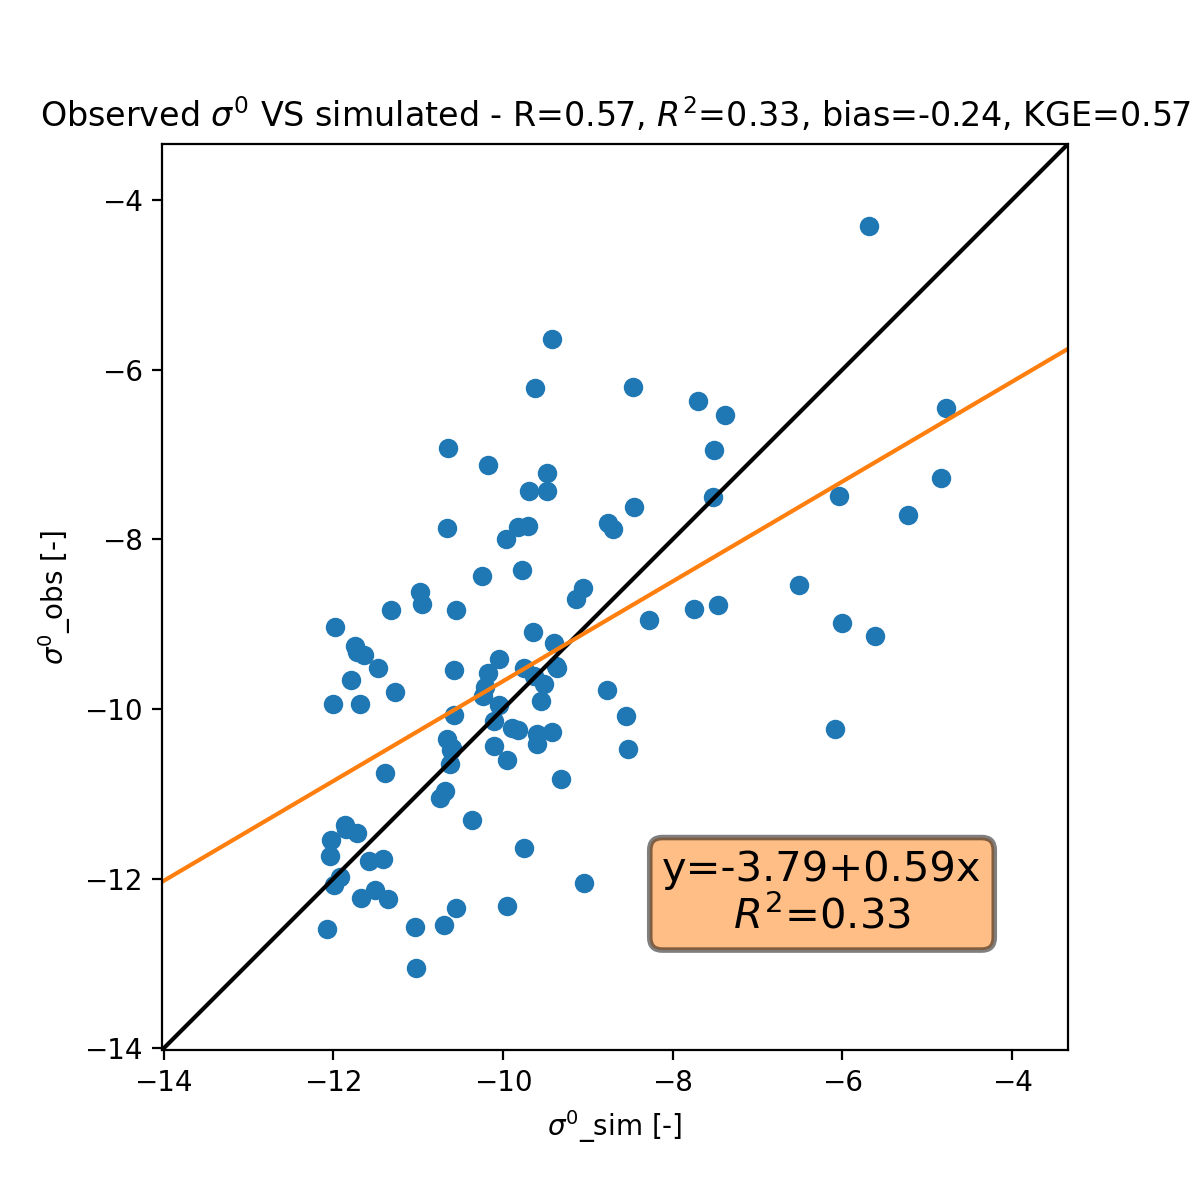 Observed σ⁰ VS simulated - R=0.57, R²=0.33, bias=-0.24, KGE=0.57
−4
−6
−8
−10
−12
−14
σ⁰_obs [-]
y=-3.79+0.59x
R²=0.33
−14 −12 −10 −8 −6 −4
σ⁰_sim [-]